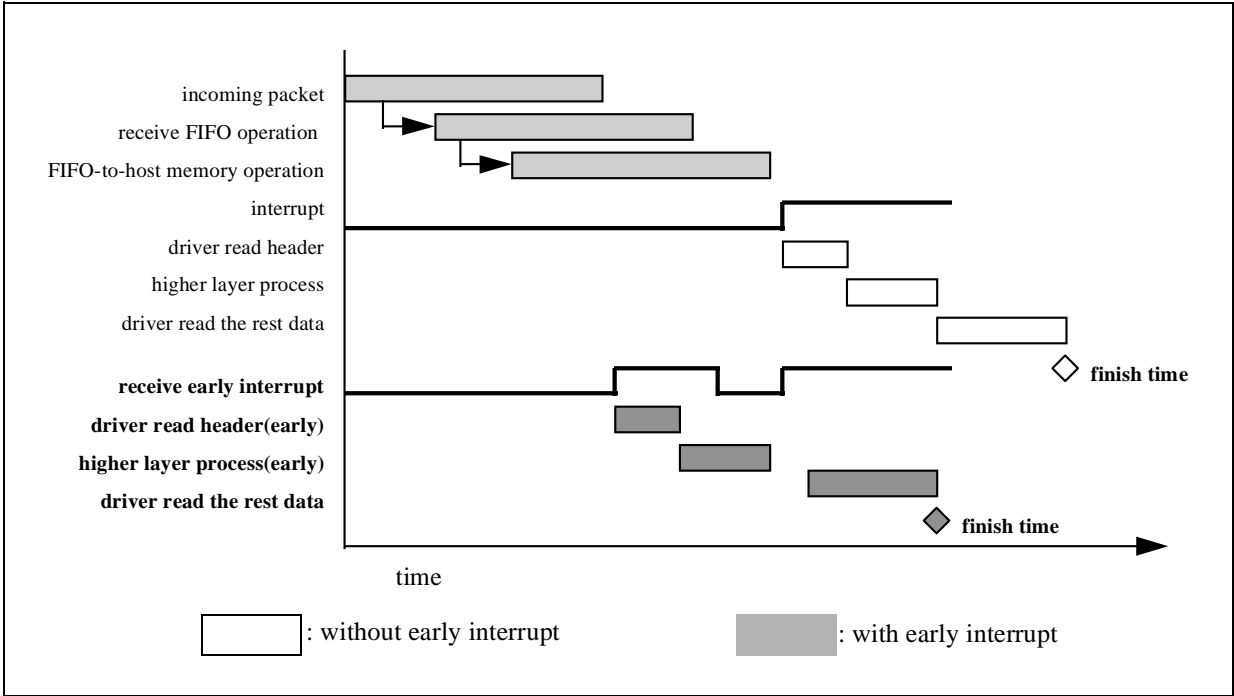 incoming packet
receive FIFO operation
FIFO-to-host memory operation
interrupt
driver read header
higher layer process
driver read the rest data
finish time
receive early interrupt
driver read header(early)
higher layer process(early)
driver read the rest data
finish time
time
: without early interrupt
: with early interrupt